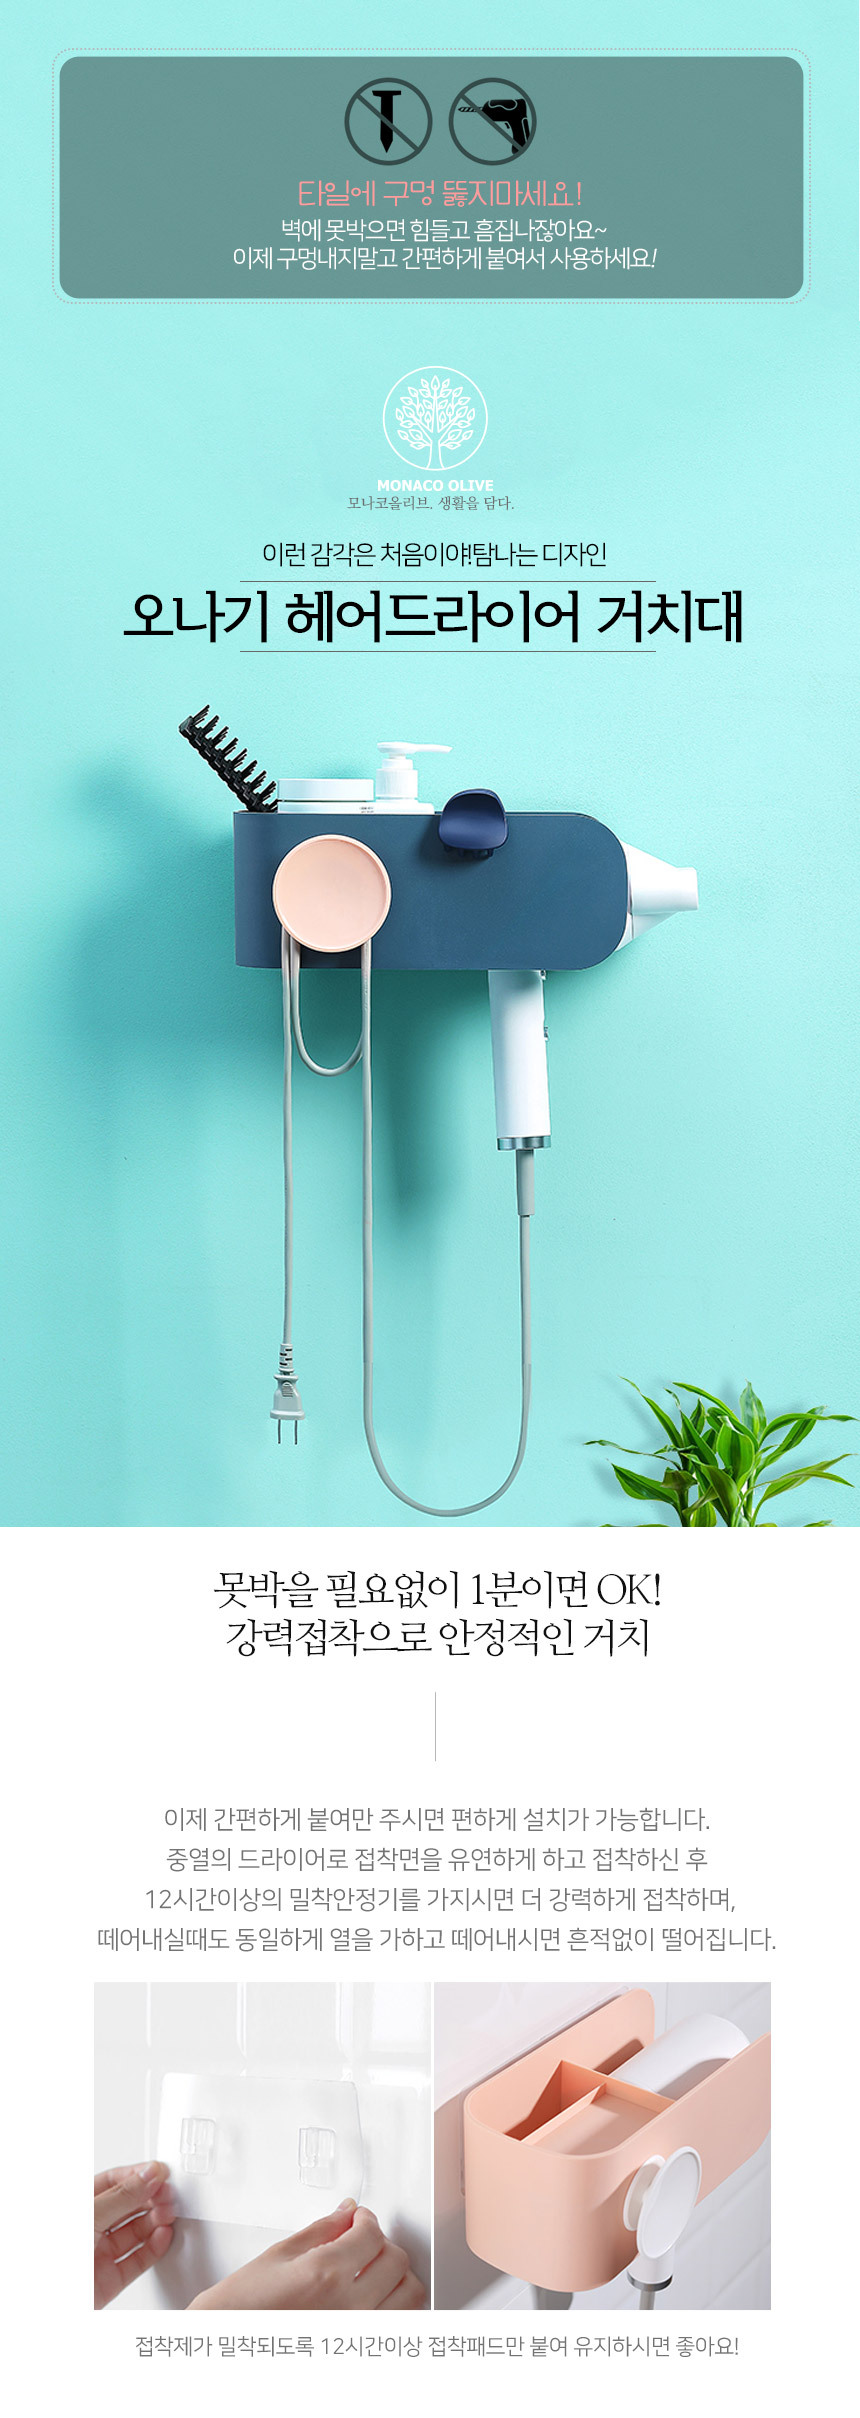 타일에 구멍 뚫지마세요!
벽에 못박으면 힘들고 흠집나잖아요~
이제 구멍내지말고 간편하게 붙여서 사용하세요!
MONACO OLIVE
모나코올리브. 생활을 담다.
이런 감각은 처음이야!탐나는 디자인
오나기 헤어드라이어 거치대
못박을 필요없이 1분이면 OK!
강력접착으로 안정적인 거치
이제 간편하게 붙여만 주시면 편하게 설치가 가능합니다.
중열의 드라이어로 접착면을 유연하게 하고 접착하신 후
12시간이상의 밀착안정기를 가지시면 더 강력하게 접착하며,
떼어내실때도 동일하게 열을 가하고 떼어내시면 흔적없이 떨어집니다.
접착제가 밀착되도록 12시간이상 접착패드만 붙여 유지하시면 좋아요!